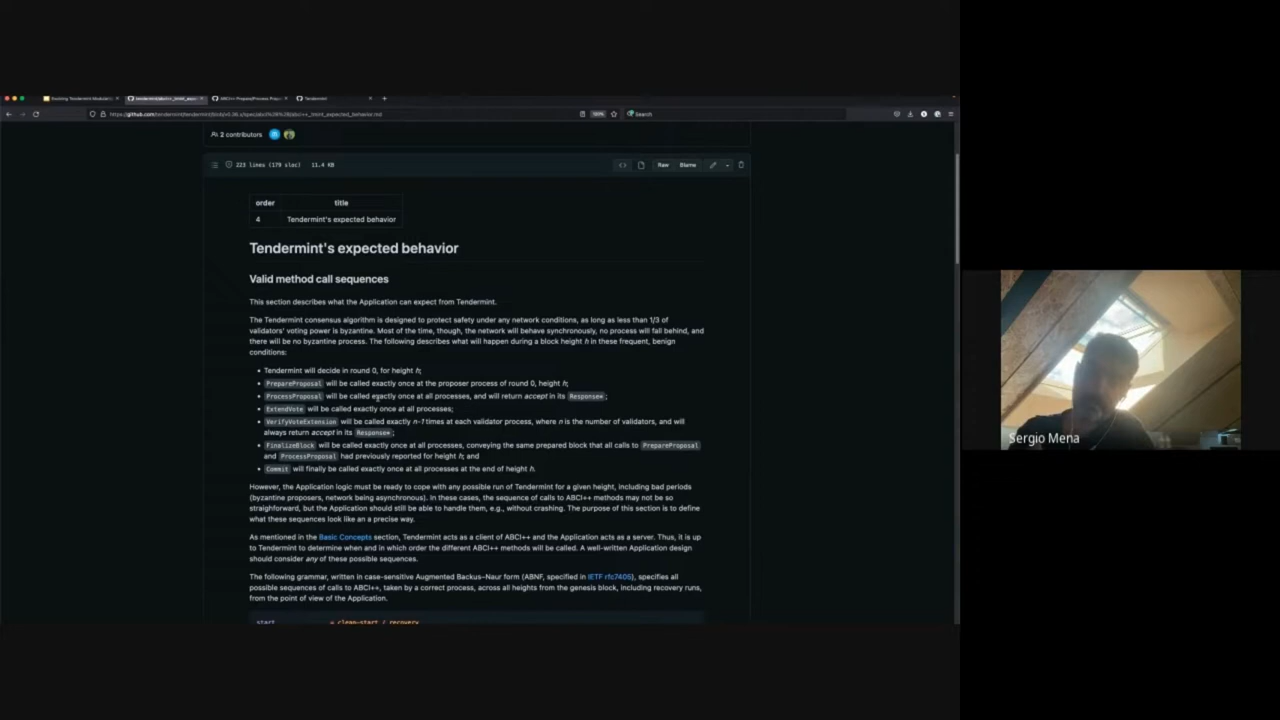 Exploring Tendermint Modularity
ABCI++ Prepare/Process Prop
Tendermint
Search
2 contributors
223 lines (179 sloc) 11.4 KB
Raw Blame
order title
4 Tendermint's expected behavior
Tendermint's expected behavior
Valid method call sequences
This section describes what the Application can expect from Tendermint.
The Tendermint consensus algorithm is designed to protect safety under any network conditions, as long as less than 1/3 of
validators' voting power is byzantine. Most of the time, though, the network will behave synchronously, no process will fall behind, and
there will be no byzantine process. The following describes what will happen during a block height h in these frequent, benign
conditions:
• Tendermint will decide in round 0, for height h;
• PrepareProposal will be called exactly once at the proposer process of round 0, height h;
• ProcessProposal will be called exactly once at all processes, and will return accept in its Response* ;
• ExtendVote will be called exactly once at all processes;
• VerifyVoteExtension will be called exactly n-1 times at each validator process, where n is the number of validators, and will
always return accept in its Response* ;
• FinalizeBlock will be called exactly once at all processes, conveying the same prepared block that all calls to PrepareProposal
and ProcessProposal had previously reported for height h; and
• Commit will finally be called exactly once at all processes at the end of height h.
However, the Application logic must be ready to cope with any possible run of Tendermint for a given height, including bad periods
(byzantine proposers, network being asynchronous). In these cases, the sequence of calls to ABCI++ methods may not be so
straighforward, but the Application should still be able to handle them, e.g., without crashing. The purpose of this section is to define
what these sequences look like an a precise way.
As mentioned in the Basic Concepts section, Tendermint acts as a client of ABCI++ and the Application acts as a server. Thus, it is up
to Tendermint to determine when and in which order the different ABCI++ methods will be called. A well-written Application design
should consider any of these possible sequences.
The following grammar, written in case-sensitive Augmented Backus–Naur form (ABNF, specified in IETF rfc7405), specifies all
possible sequences of calls to ABCI++, taken by a correct process, across all heights from the genesis block, including recovery runs,
from the point of view of the Application.
start = clean-start / recovery
Sergio Mena